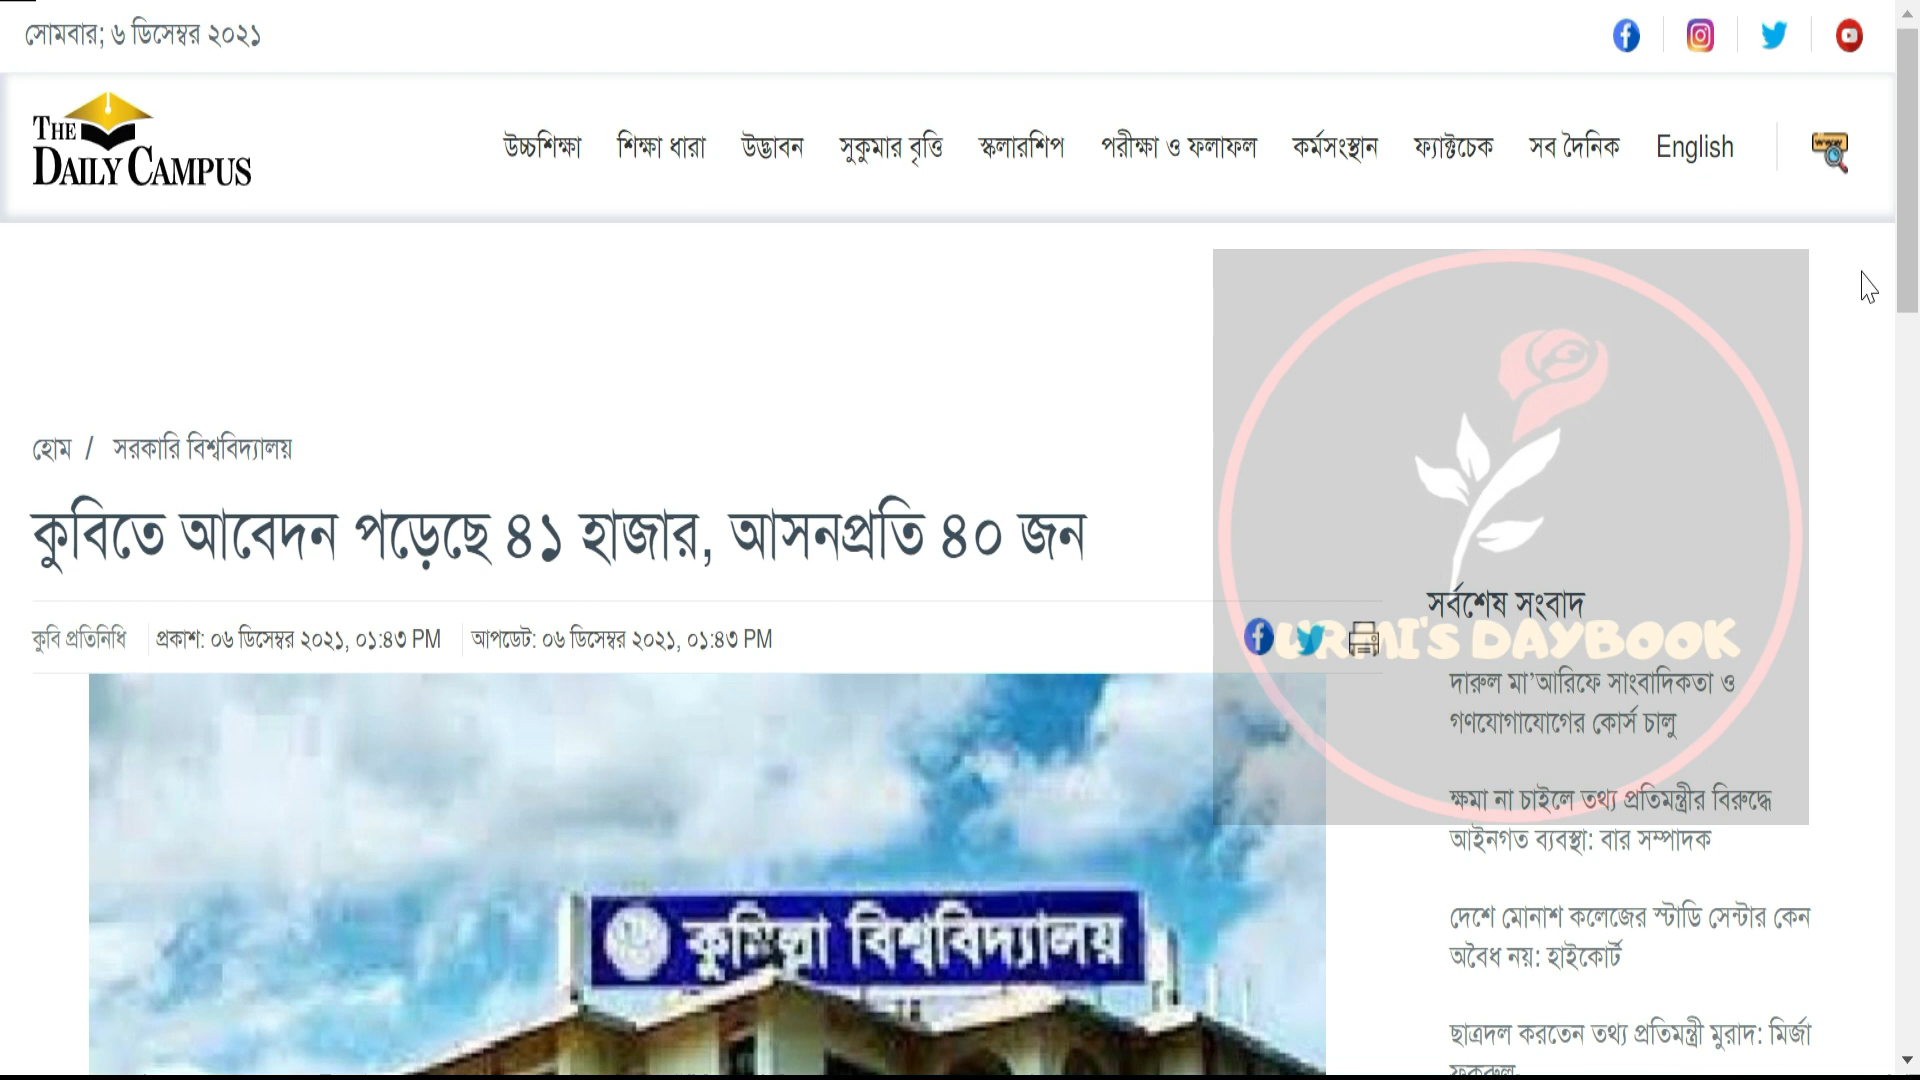 সোমবার; ৬ ডিসেম্বর ২০২১
THE
DAILY CAMPUS
উচ্চশিক্ষা শিক্ষা ধারা উদ্ভাবন সুকুমার বৃত্তি স্কলারশিপ পরীক্ষা ও ফলাফল কর্মসংস্থান ফ্যাক্টচেক সব দৈনিক English
হোম / সরকারি বিশ্ববিদ্যালয়
কুবিতে আবেদন পড়েছে ৪১ হাজার, আসনপ্রতি ৪০ জন
কুবি প্রতিনিধি প্রকাশ: ০৬ ডিসেম্বর ২০২১, ০১:৪৩ PM আপডেট: ০৬ ডিসেম্বর ২০২১, ০১:৪৩ PM
কুমিল্লা বিশ্ববিদ্যালয়
সর্বশেষ সংবাদ
URMI'S DAYBOOK
দারুল মা’আরিফে সাংবাদিকতা ও
গণযোগাযোগের কোর্স চালু
ক্ষমা না চাইলে তথ্য প্রতিমন্ত্রীর বিরুদ্ধে
আইনগত ব্যবস্থা: বার সম্পাদক
দেশে মোনাশ কলেজের স্টাডি সেন্টার কেন
অবৈধ নয়: হাইকোর্ট
ছাত্রদল করতেন তথ্য প্রতিমন্ত্রী মুরাদ: মির্জা